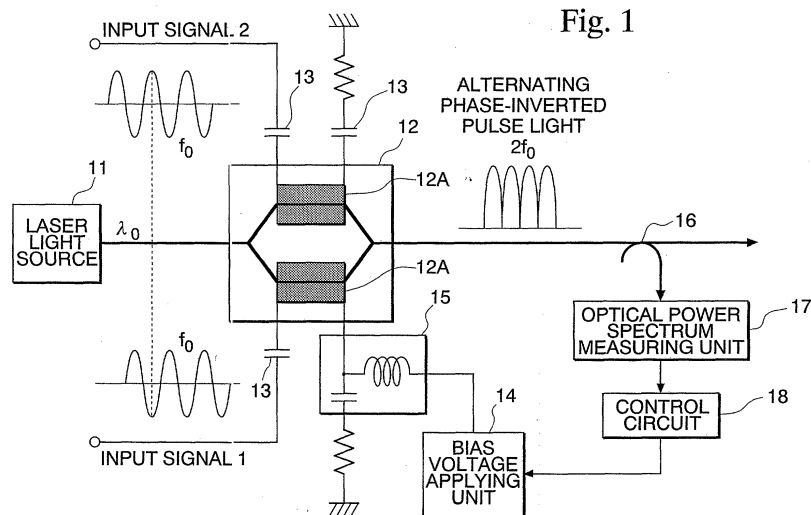 Fig. 1
INPUT SIGNAL 2
13
13
12
ALTERNATING
PHASE-INVERTED
PULSE LIGHT
2f0
f0
11
12A
LASER
LIGHT
SOURCE
λ0
16
12A
15
17
OPTICAL POWER
SPECTRUM
MEASURING UNIT
f0
13
14
18
CONTROL
CIRCUIT
INPUT SIGNAL 1
BIAS
VOLTAGE
APPLYING
UNIT